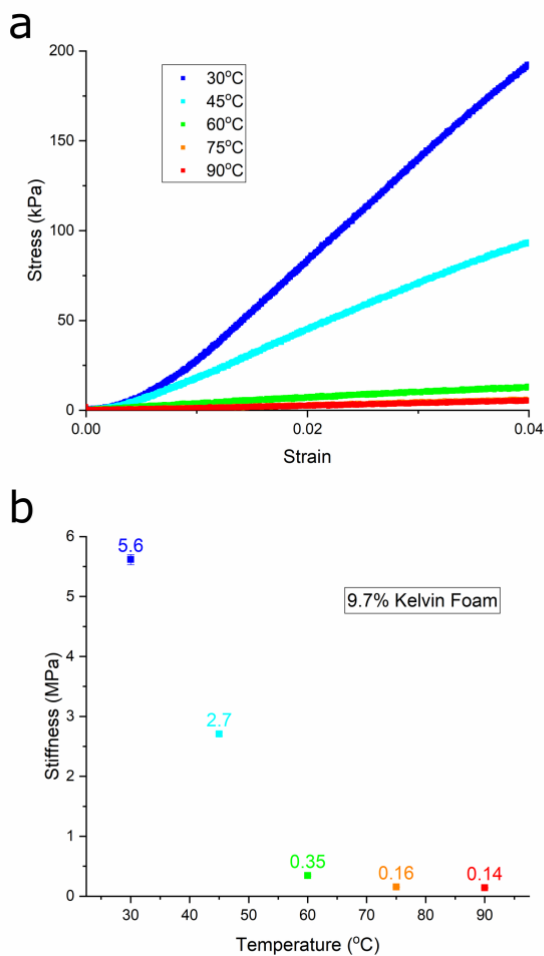 a
200
150
100
50
0
Stress (kPa)
30°C
45°C
60°C
75°C
90°C
0.00
0.02
0.04
Strain
b
6
5
4
3
2
1
0
Stiffness (MPa)
5.6
9.7% Kelvin Foam
2.7
0.35
0.16
0.14
30
40
50
60
70
80
90
Temperature (°C)